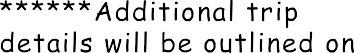 ******Additional trip
details will be outlined on